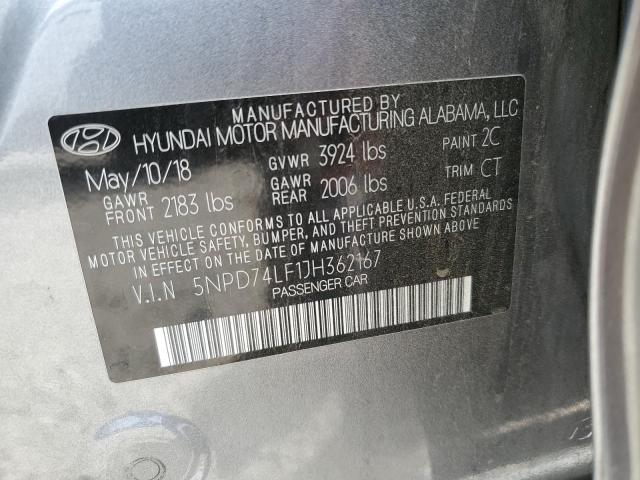 MANUFACTURED BY
HYUNDAI MOTOR MANUFACTURING ALABAMA, LLC
May/10/18 GVWR 3924 lbs PAINT 2C
GAWR FRONT 2183 lbs GAWR REAR 2006 lbs TRIM CT
THIS VEHICLE CONFORMS TO ALL APPLICABLE U.S.A. FEDERAL
MOTOR VEHICLE SAFETY, BUMPER, AND THEFT PREVENTION STANDARDS
IN EFFECT ON THE DATE OF MANUFACTURE SHOWN ABOVE
V.I.N 5NPD74LF1JH362167
PASSENGER CAR